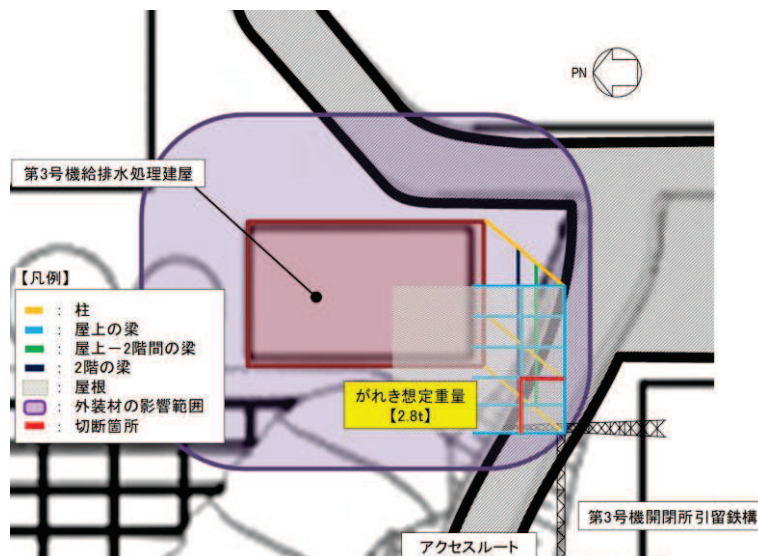 PN
第3号機給排水処理建屋
【凡例】
： 柱
： 屋上の梁
： 屋上－2階間の梁
： 2階の梁
： 屋根
： 外装材の影響範囲
： 切断箇所
がれき想定重量
【2.8t】
第3号機開閉所引留鉄構
アクセスルート